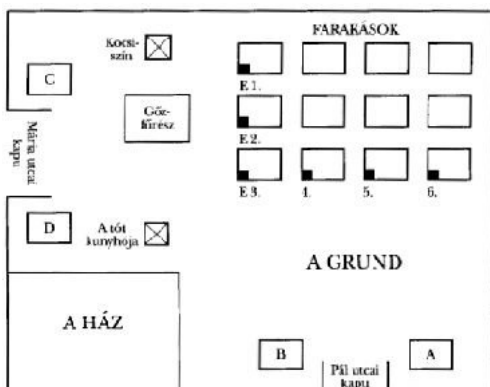 FARAKÁSOK
Kocsi-
szín
C
E 1.
Gőz-
fűrész
E 2.
Mária utcai
kapu
E 3.
4.
5.
6.
D
A tót
kunyhója
A GRUND
A HÁZ
B
A
Pál utcai
kapu